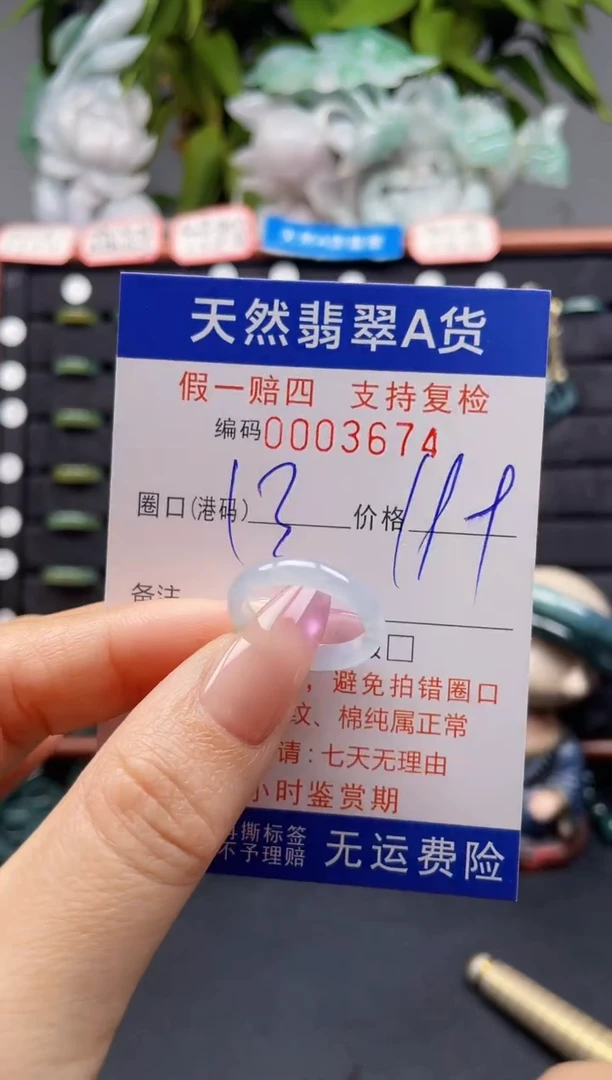 天然翡翠A货
假一赔四 支持复检
编码0003674
圈口(港码) 13 价格
备注
，避免拍错圈口
纹、棉纯属正常
请：七天无理由
小时鉴赏期
再撕标签
不予理赔
无运费险